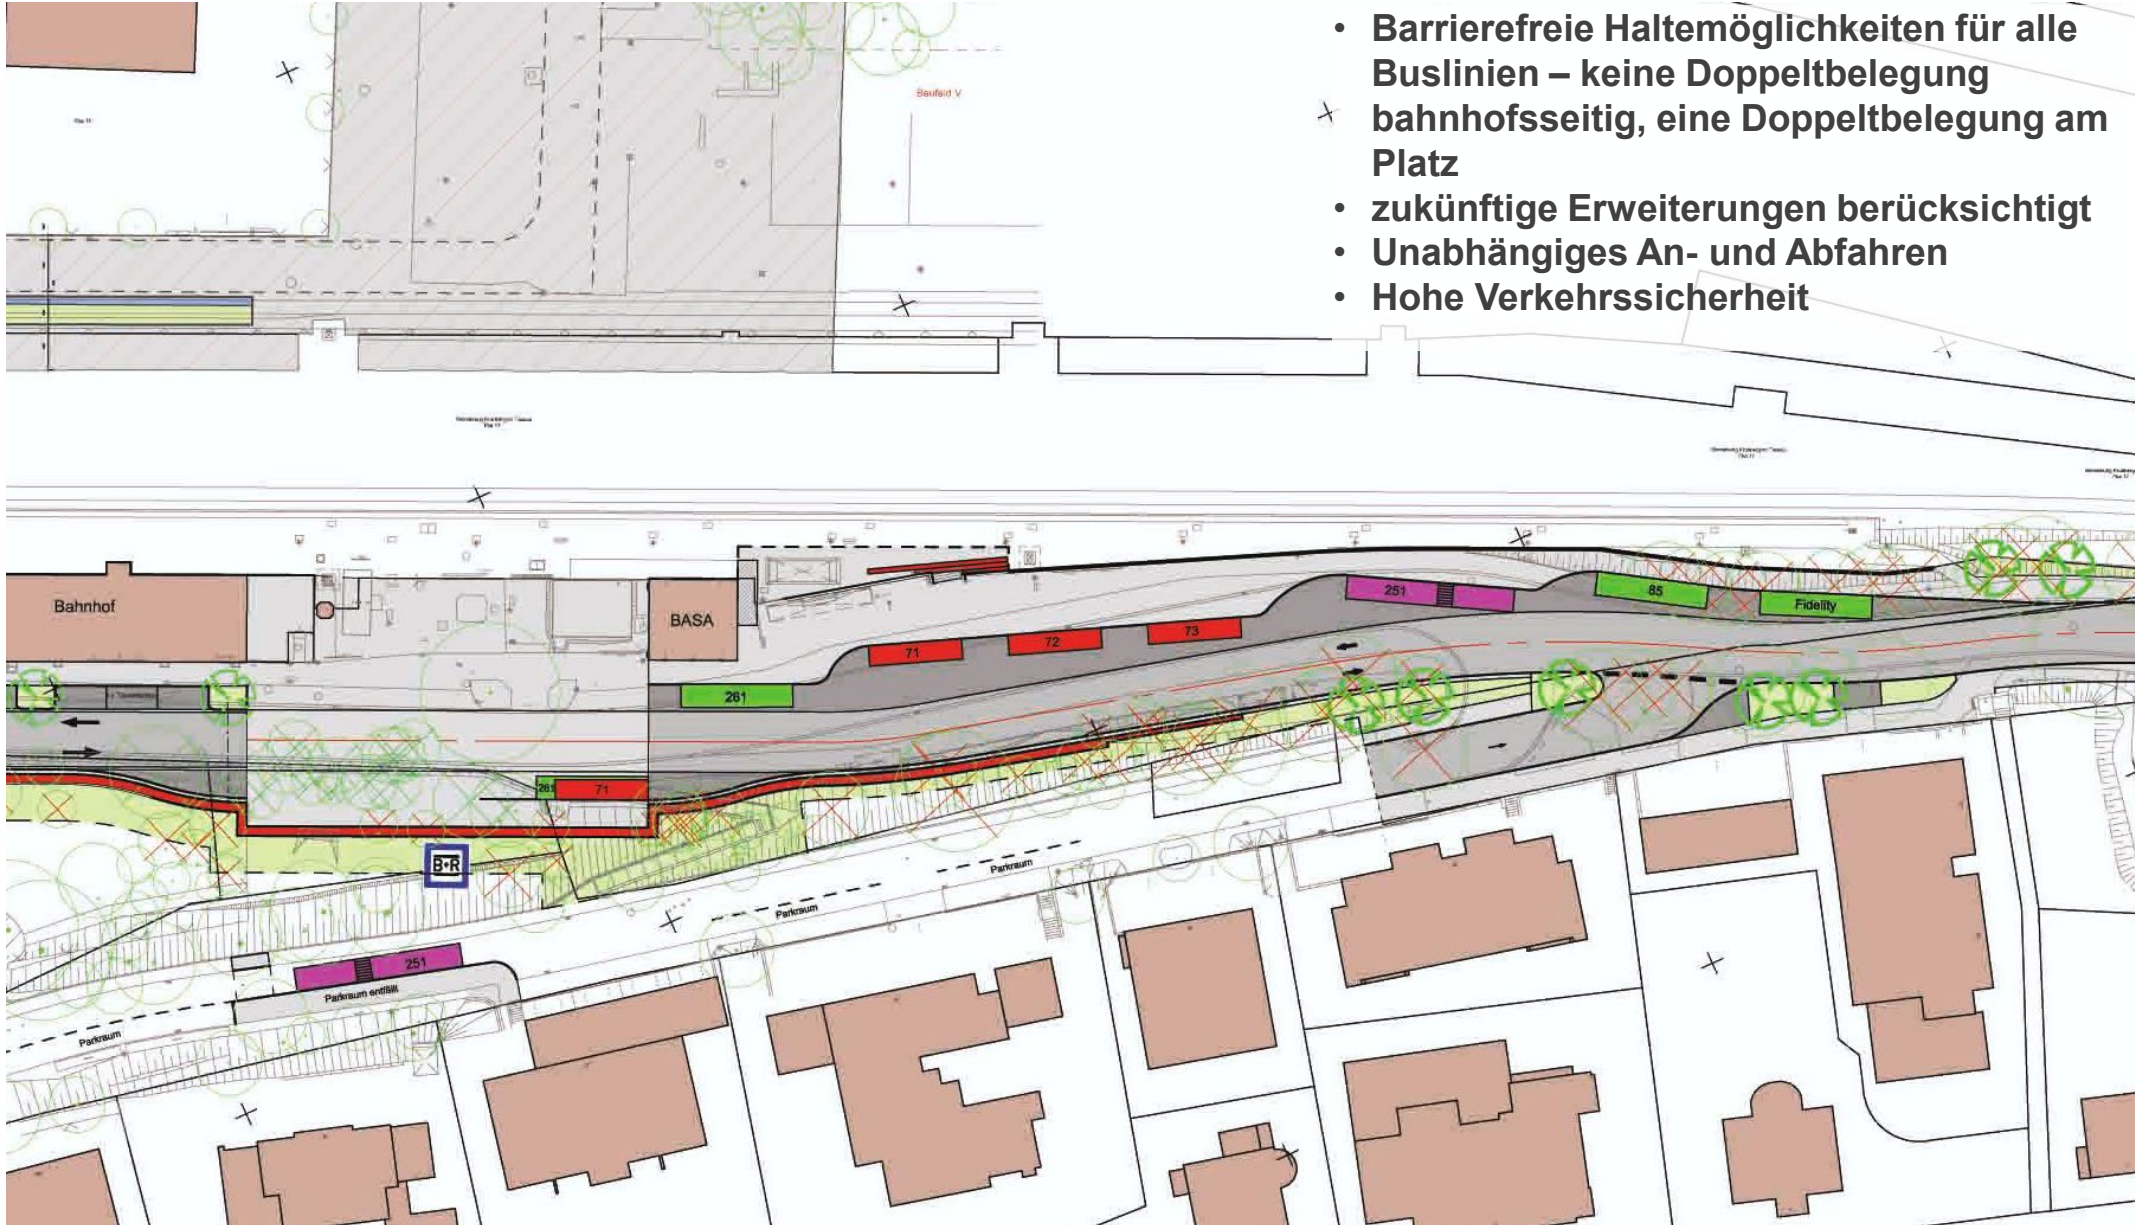 • Barrierefreie Haltemöglichkeiten für alle
Buslinien – keine Doppeltbelegung
bahnhofsseitig, eine Doppeltbelegung am
Platz
• zukünftige Erweiterungen berücksichtigt
• Unabhängiges An- und Abfahren
• Hohe Verkehrssicherheit
Baufeld V
Bahnhof
BASA
251
85
Fidelity
71
72
73
261
261
71
B+R
Parkraum
Parkraum
251
Parkraum entfällt
Parkraum